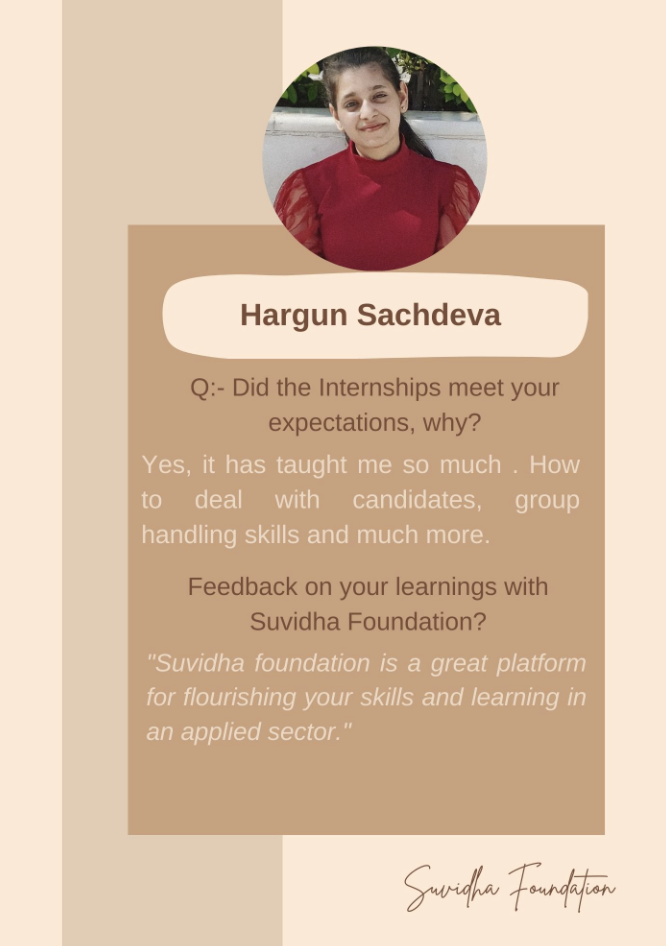 Hargun Sachdeva
Q:- Did the Internships meet your
expectations, why?
Yes, it has taught me so much . How
to deal with candidates, group
handling skills and much more.
Feedback on your learnings with
Suvidha Foundation?
"Suvidha foundation is a great platform
for flourishing your skills and learning in
an applied sector."
Suvidha Foundation